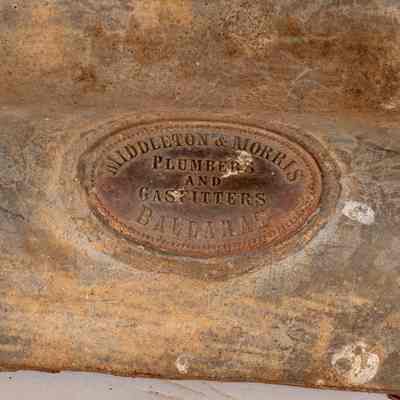 MIDDLETON & MORRIS
PLUMBERS
AND
GASFITTERS
BALLARAT